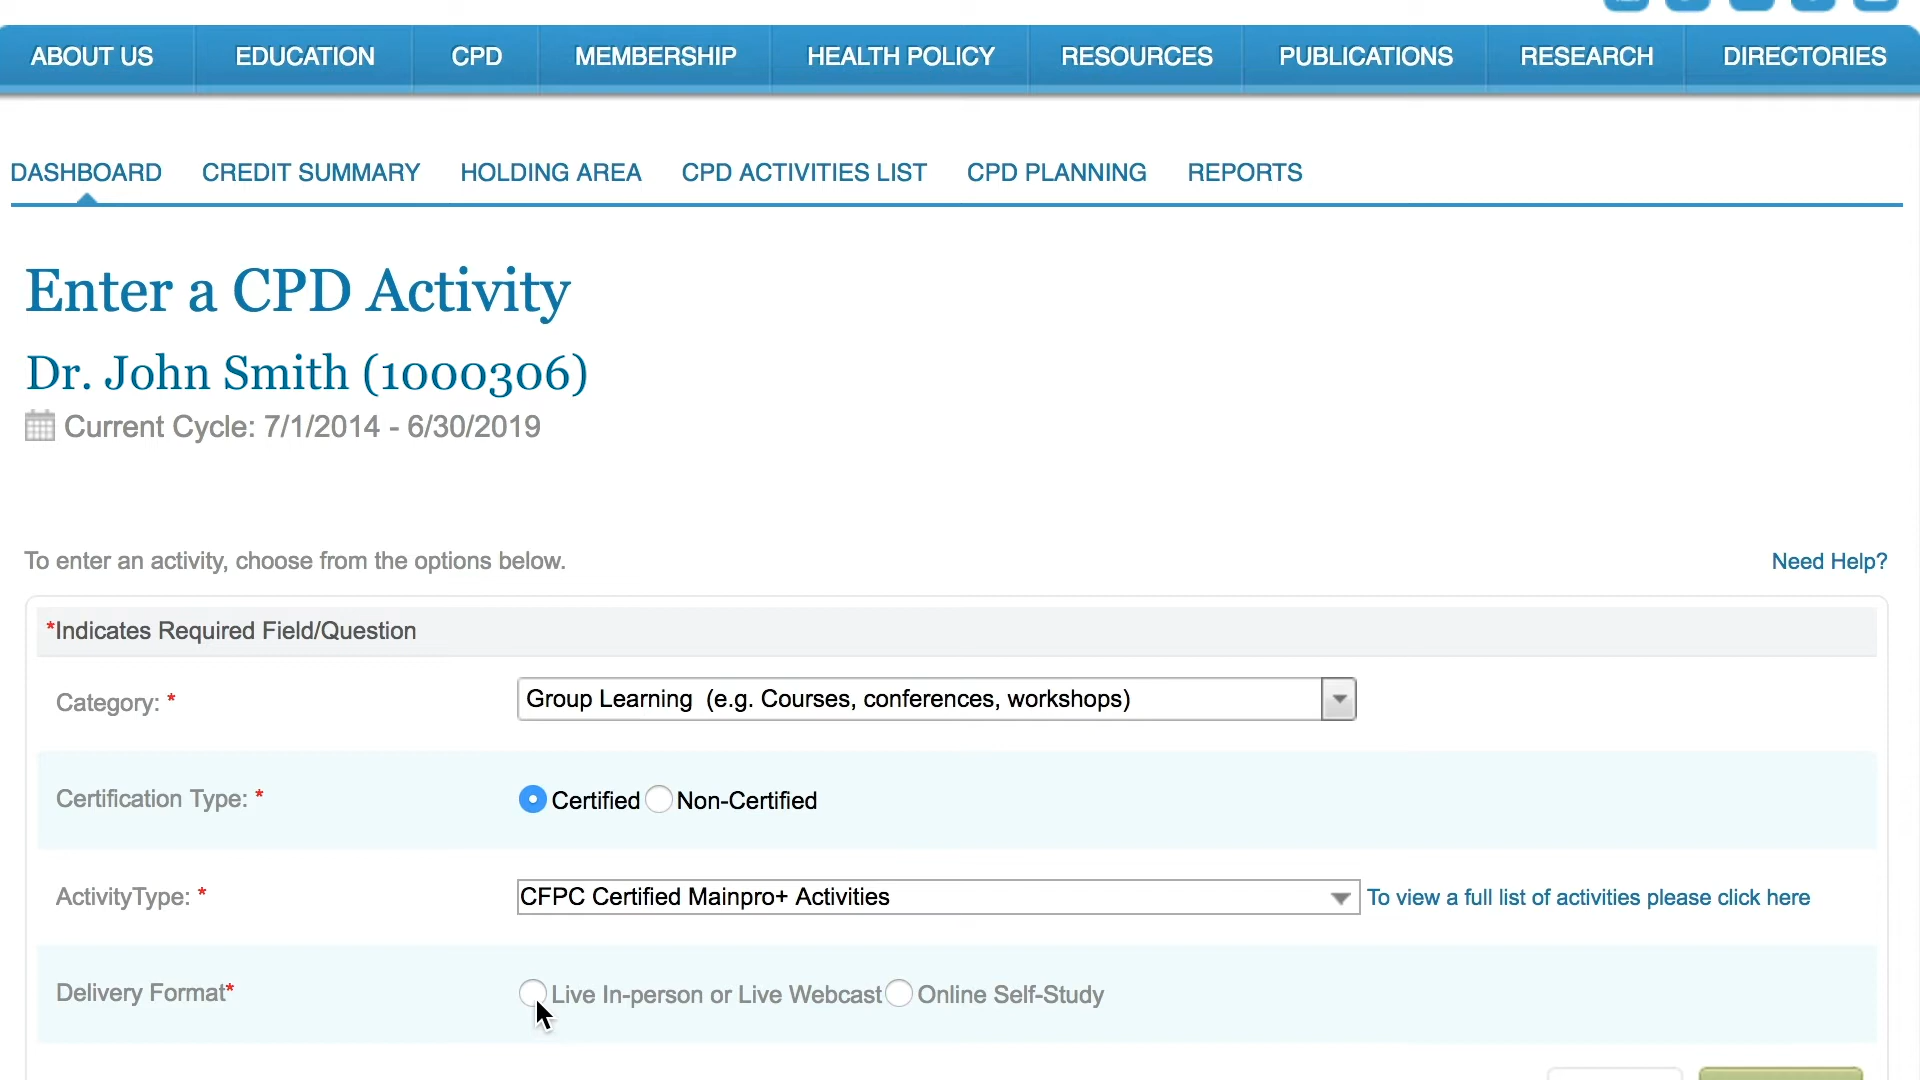 ABOUT US EDUCATION CPD MEMBERSHIP HEALTH POLICY RESOURCES PUBLICATIONS RESEARCH DIRECTORIES
DASHBOARD CREDIT SUMMARY HOLDING AREA CPD ACTIVITIES LIST CPD PLANNING REPORTS
Enter a CPD Activity
Dr. John Smith (1000306)
Current Cycle: 7/1/2014 - 6/30/2019
To enter an activity, choose from the options below. Need Help?
*Indicates Required Field/Question
Category: * Group Learning (e.g. Courses, conferences, workshops)
Certification Type: * Certified Non-Certified
ActivityType: * CFPC Certified Mainpro+ Activities To view a full list of activities please click here
Delivery Format* Live In-person or Live Webcast Online Self-Study